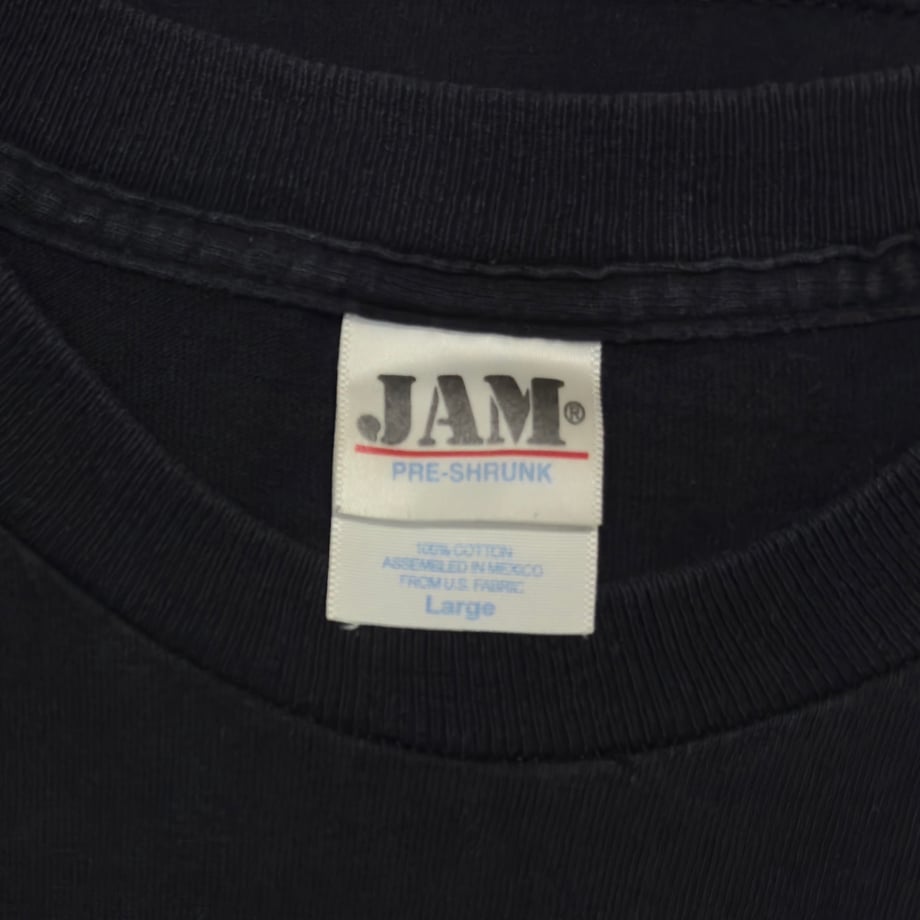 JAM®
PRE-SHRUNK
100% COTTON
ASSEMBLED IN MEXICO
FROM U.S. FABRIC
Large